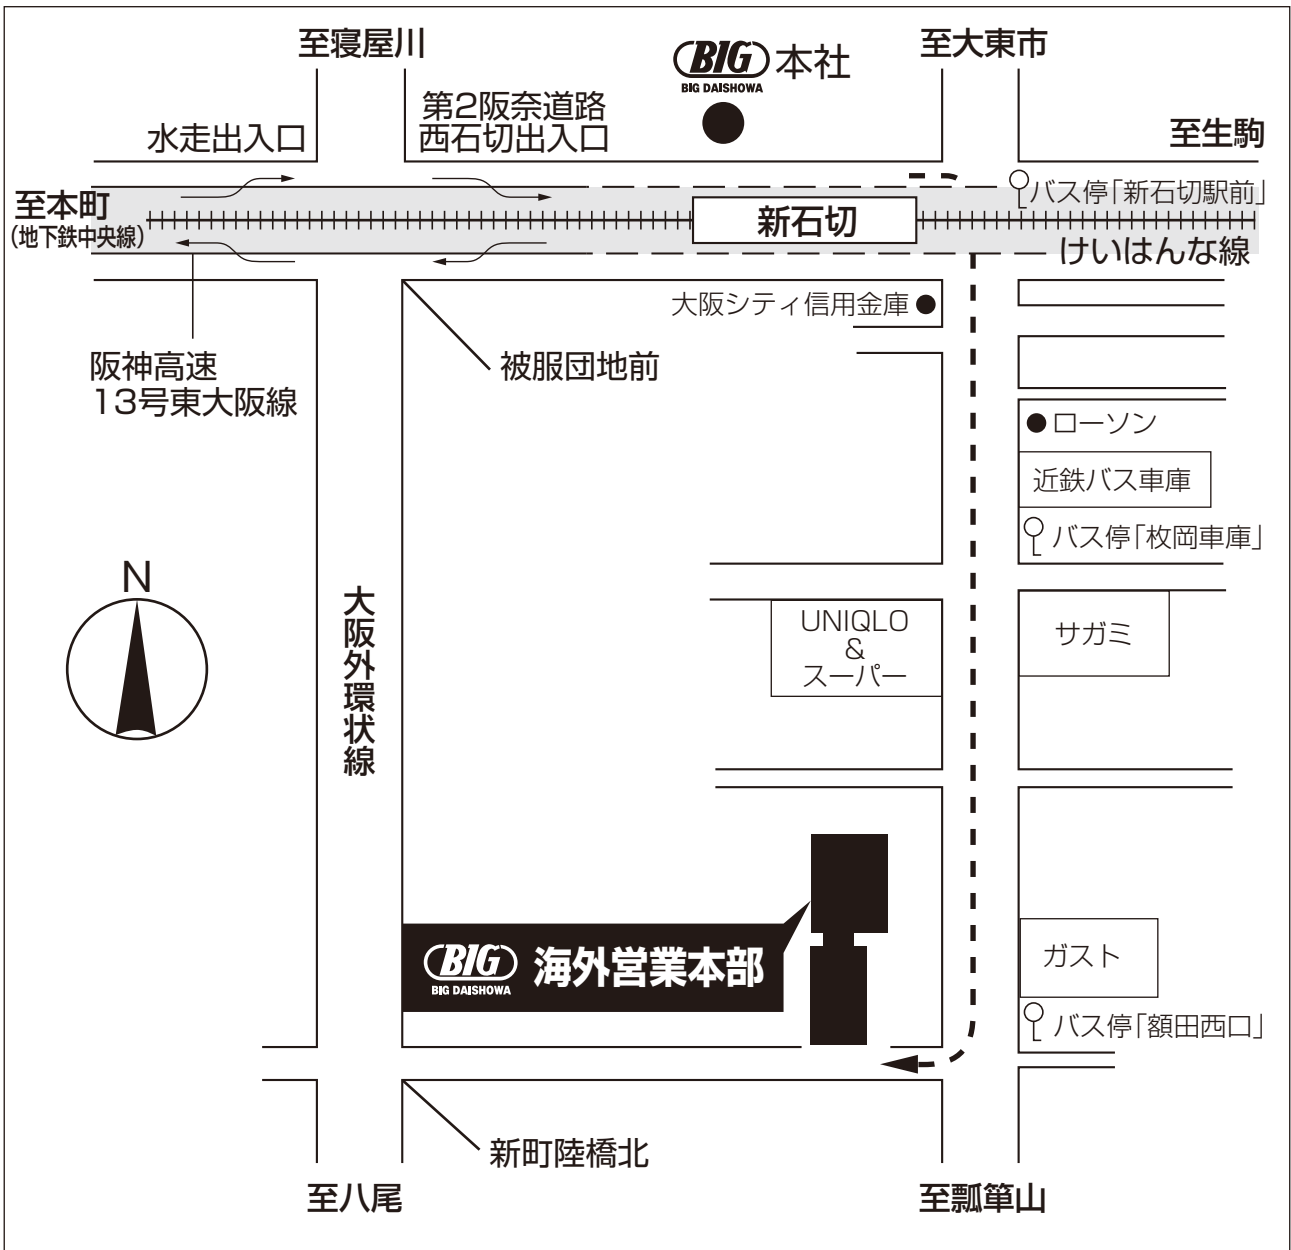 至寝屋川
BIG
BIG DAISHOWA
本社
至大東市
第2阪奈道路
西石切出入口
水走出入口
至生駒
バス停「新石切駅前」
至本町
(地下鉄中央線)
新石切
けいはんな線
大阪シティ信用金庫
阪神高速
13号東大阪線
被服団地前
ローソン
近鉄バス車庫
バス停「枚岡車庫」
N
大阪外環状線
UNIQLO
&
スーパー
サガミ
BIG
BIG DAISHOWA
海外営業本部
ガスト
バス停「額田西口」
新町陸橋北
至八尾
至瓢箪山